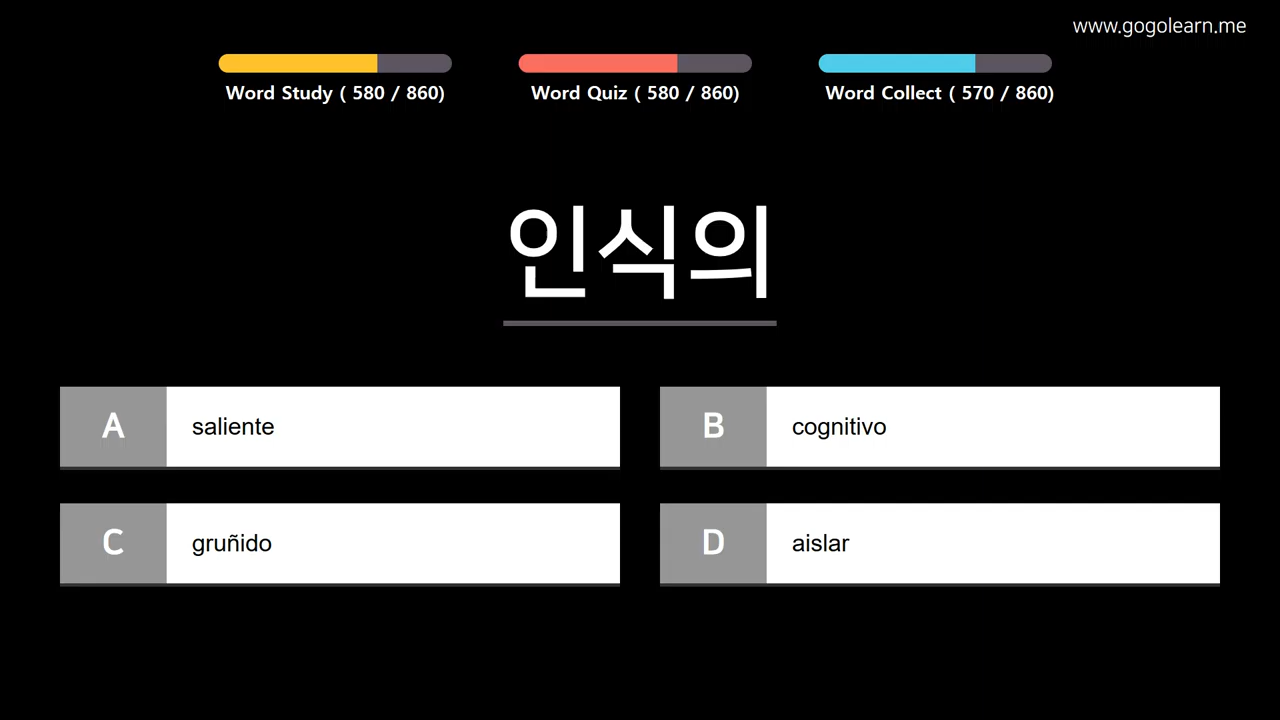 www.gogolearn.me
Word Study ( 580 / 860)
Word Quiz ( 580 / 860)
Word Collect ( 570 / 860)
인식의
A saliente
B cognitivo
C gruñido
D aislar